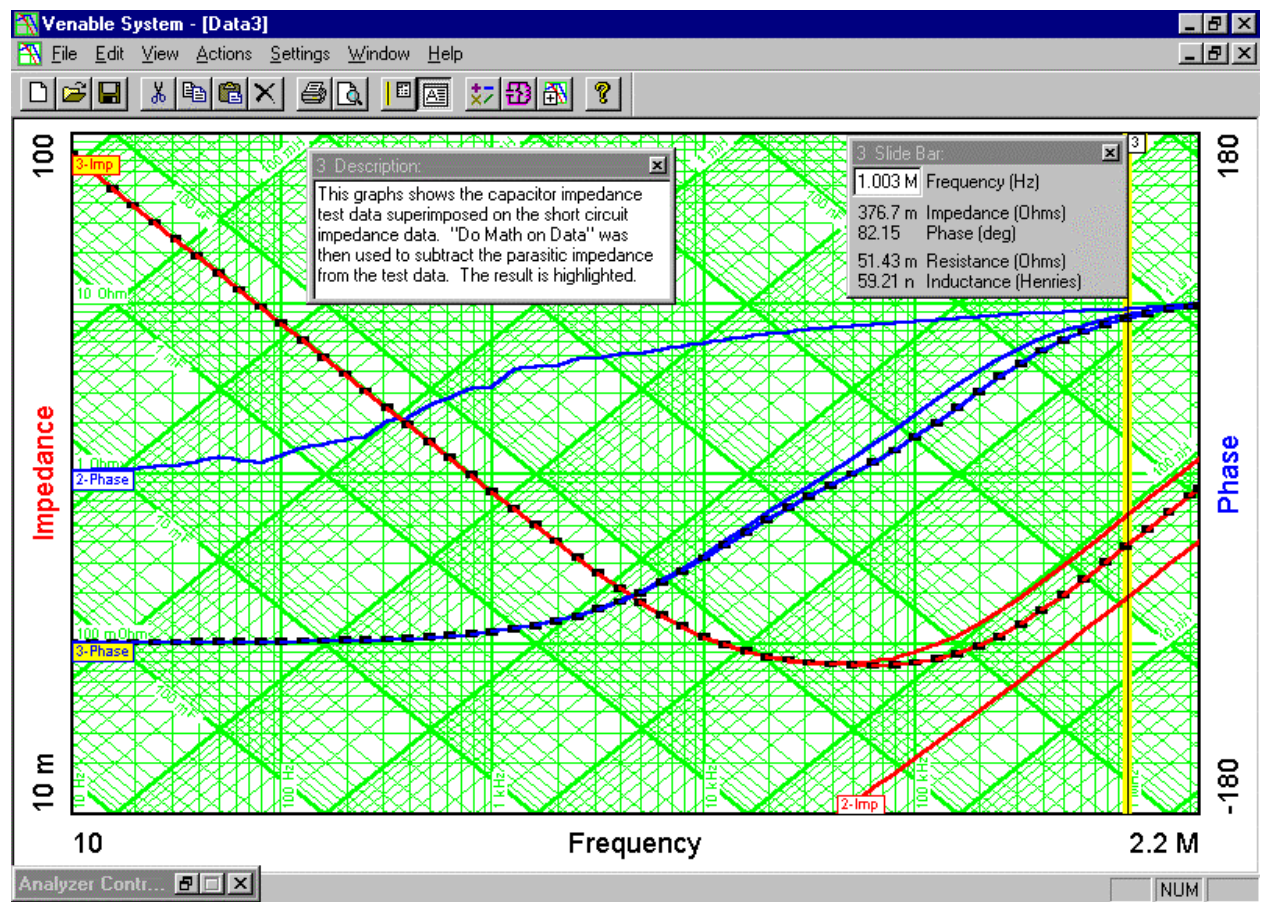 Venable System - [Data3]
File Edit View Actions Settings Window Help
100
180
3-Imp
100 mH
1 mH
3 Description:
This graphs shows the capacitor impedance
test data superimposed on the short circuit
impedance data. "Do Math on Data" was
then used to subtract the parasitic impedance
from the test data. The result is highlighted.
3 Slide Bar:
3
1.003 M Frequency (Hz)
376.7 m Impedance (Ohms)
82.15 Phase (deg)
51.43 m Resistance (Ohms)
59.21 n Inductance (Henries)
10 Ohm
Impedance
Phase
Ohm
2-Phase
100 mOhm
3-Phase
10 m
-180
10 Hz
100 Hz
1 kHz
10 kHz
100 kHz
2-Imp
10
Frequency
2.2 M
Analyzer Contr...
NUM